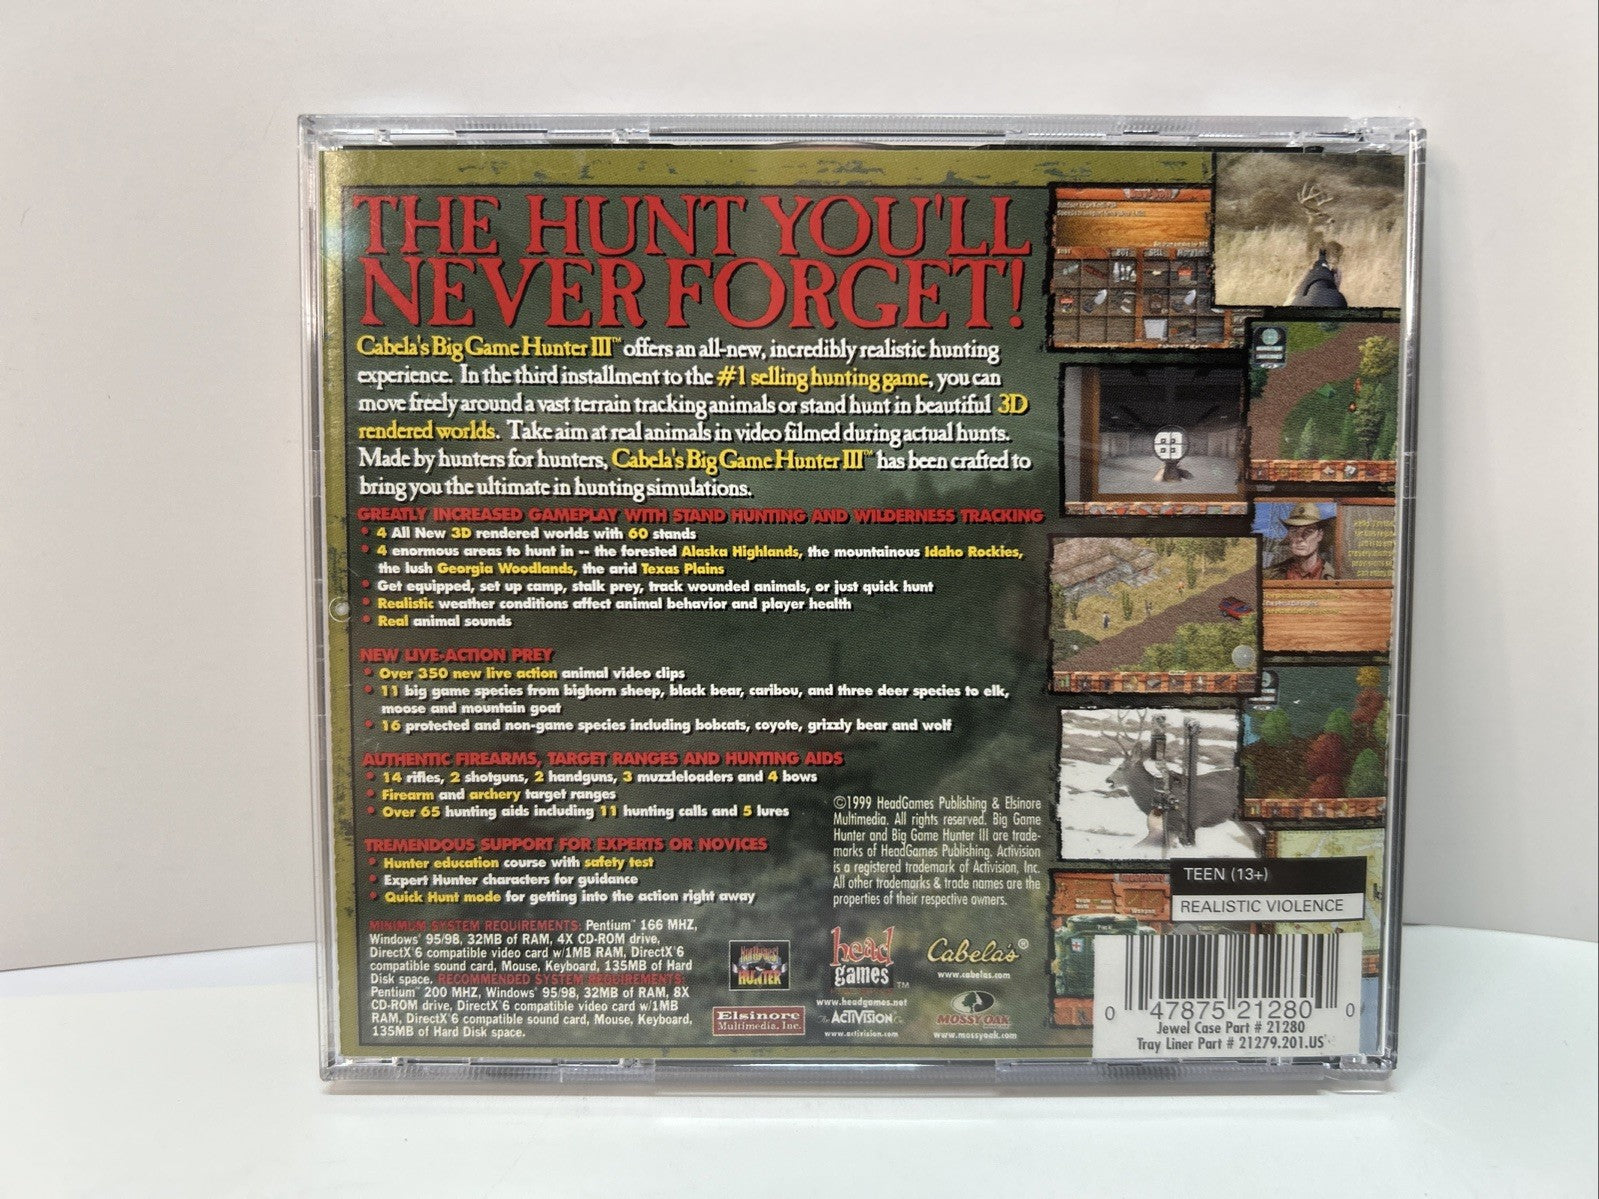 THE HUNT YOU'LL
NEVER FORGET!
Cabela's Big Game Hunter III™ offers an all-new, incredibly realistic hunting
experience. In the third installment to the #1 selling hunting game, you can
move freely around a vast terrain tracking animals or stand hunt in beautiful 3D
rendered worlds. Take aim at real animals in video filmed during actual hunts.
Made by hunters for hunters, Cabela's Big Game Hunter III™ has been crafted to
bring you the ultimate in hunting simulations.
GREATLY INCREASED GAMEPLAY WITH STAND HUNTING AND WILDERNESS TRACKING
• 4 All New 3D rendered worlds with 60 stands
• 4 enormous areas to hunt in -- the forested Alaska Highlands, the mountainous Idaho Rockies,
the lush Georgia Woodlands, the arid Texas Plains
• Get equipped, set up camp, stalk prey, track wounded animals, or just quick hunt
• Realistic weather conditions affect animal behavior and player health
• Real animal sounds
NEW LIVE-ACTION PREY
• Over 350 new live action animal video clips
• 11 big game species from bighorn sheep, black bear, caribou, and three deer species to elk,
moose and mountain goat
• 16 protected and non-game species including bobcats, coyote, grizzly bear and wolf
AUTHENTIC FIREARMS, TARGET RANGES AND HUNTING AIDS
• 14 rifles, 2 shotguns, 2 handguns, 3 muzzleloaders and 4 bows
• Firearm and archery target ranges
• Over 65 hunting aids including 11 hunting calls and 5 lures
TREMENDOUS SUPPORT FOR EXPERTS OR NOVICES
• Hunter education course with safety test
• Expert Hunter characters for guidance
• Quick Hunt mode for getting into the action right away
MINIMUM SYSTEM REQUIREMENTS: Pentium™ 166 MHZ,
Windows® 95/98, 32MB of RAM, 4X CD-ROM drive,
DirectX®6 compatible video card w/1MB RAM, DirectX®6
compatible sound card, Mouse, Keyboard, 135MB of Hard
Disk space. RECOMMENDED SYSTEM REQUIREMENTS:
Pentium™ 200 MHZ, Windows® 95/98, 32MB of RAM, 8X
CD-ROM drive, DirectX®6 compatible video card w/1MB
RAM, DirectX®6 compatible sound card, Mouse, Keyboard,
135MB of Hard Disk space.
©1999 HeadGames Publishing & Elsinore
Multimedia. All rights reserved. Big Game
Hunter and Big Game Hunter III are trade-
marks of HeadGames Publishing. Activision
is a registered trademark of Activision, Inc.
All other trademarks & trade names are the
properties of their respective owners.
HUNTER
Elsinore
Multimedia, Inc.
head
games™
www.headgames.net
ACTIVISION
www.activision.com
Cabela's®
www.cabelas.com
MOSSY OAK
www.mossyoak.com
TEEN (13+)
REALISTIC VIOLENCE
0 47875 21280 0
Jewel Case Part # 21280
Tray Liner Part # 21279.201.US